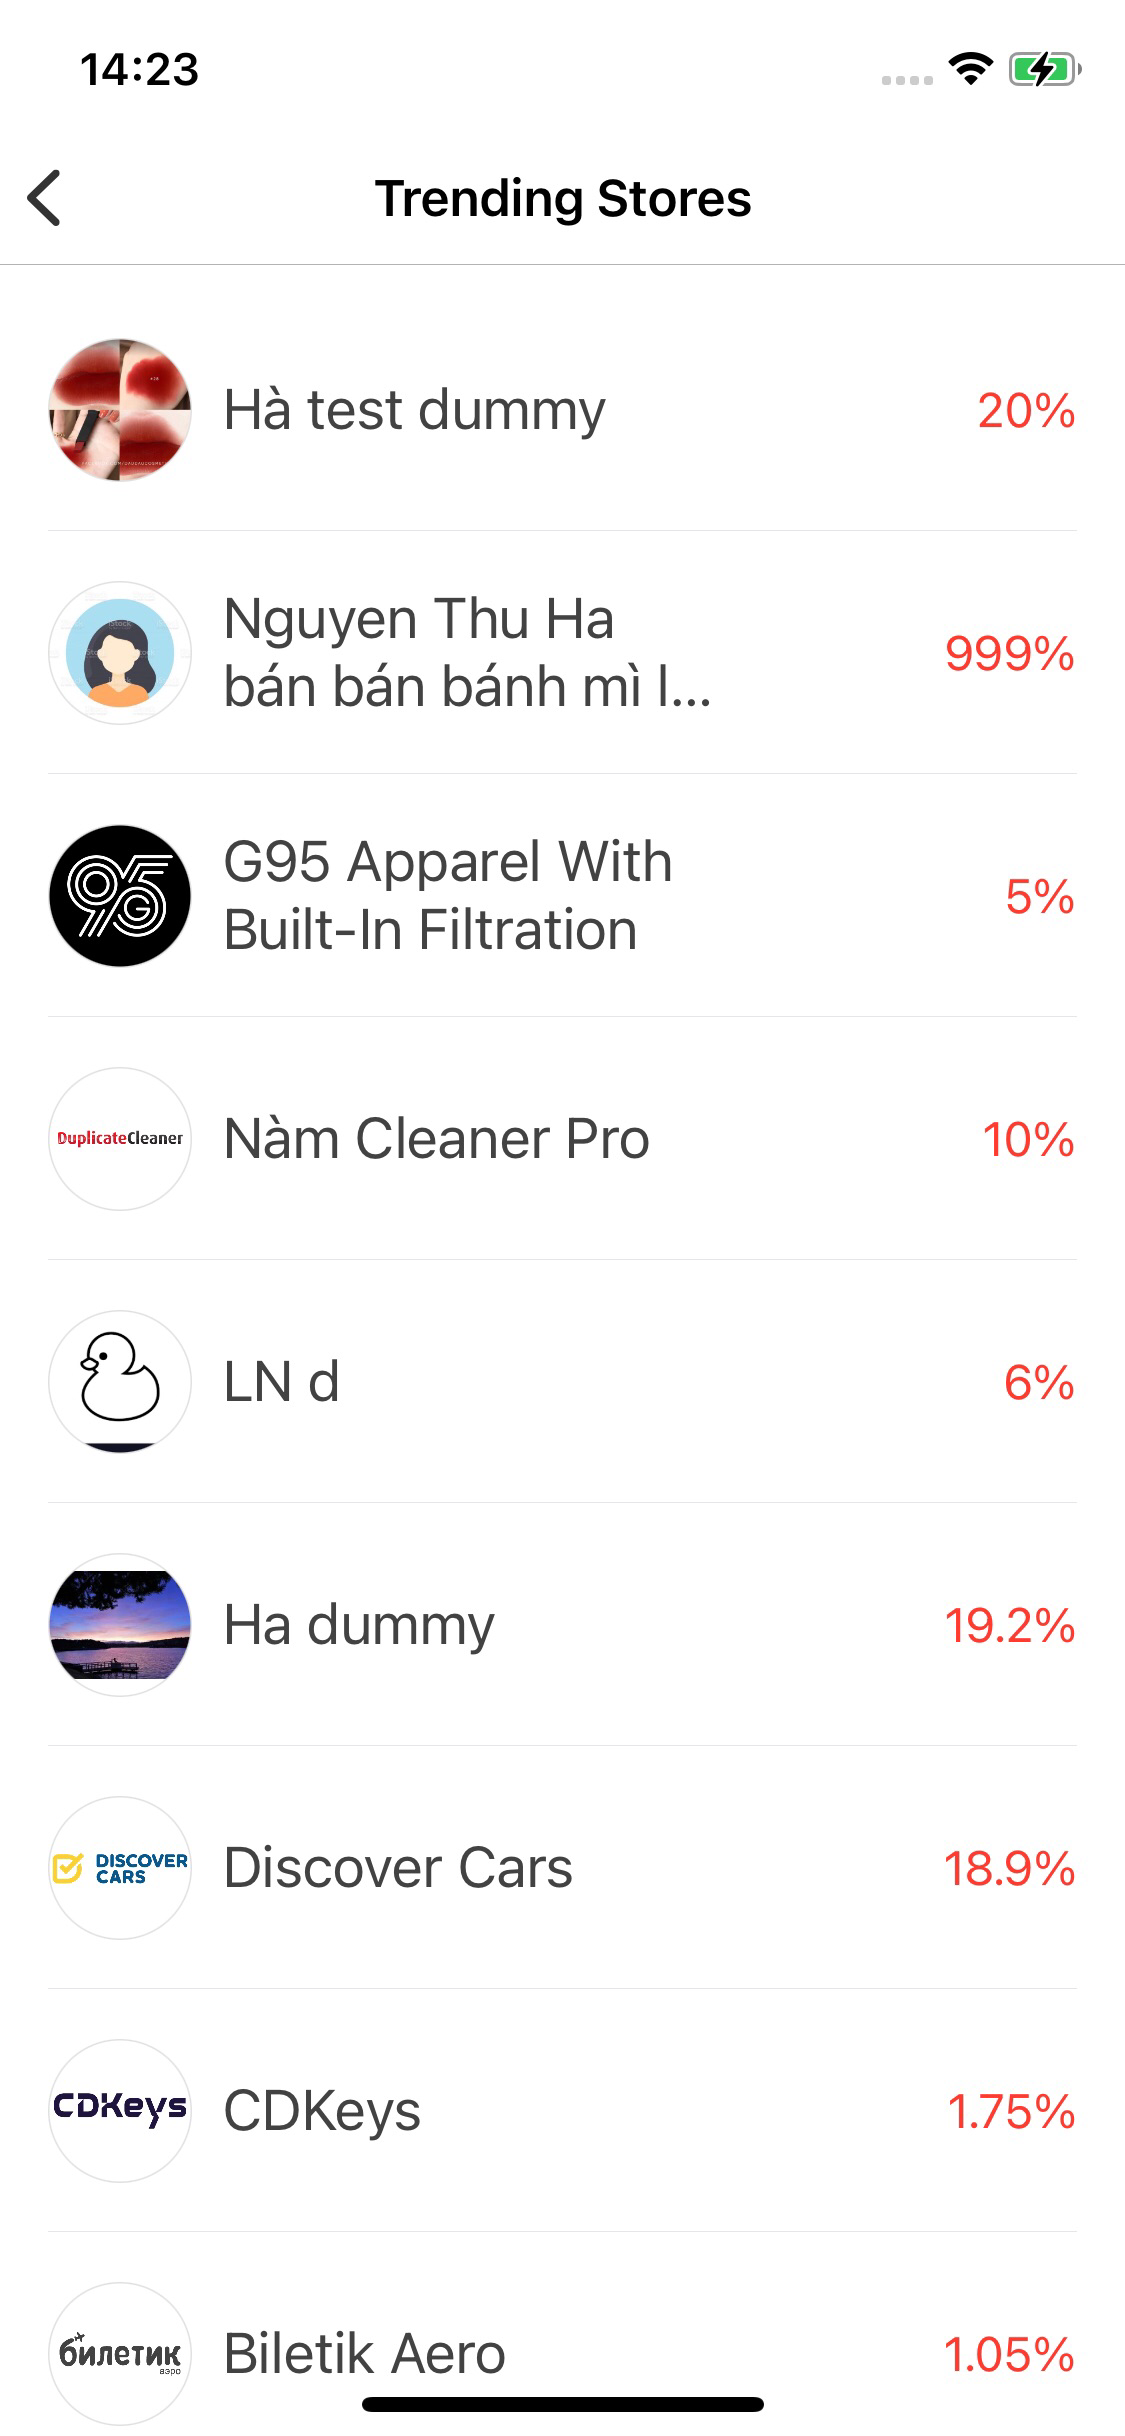 14:23
Trending Stores
Hà test dummy
20%
Nguyen Thu Ha
bán bán bánh mì l...
999%
95G
G95 Apparel With
Built-In Filtration
5%
DuplicateCleaner
Nàm Cleaner Pro
10%
LN d
6%
Ha dummy
19.2%
DISCOVER
CARS
Discover Cars
18.9%
CDKeys
CDKeys
1.75%
билетик
аэро
Biletik Aero
1.05%